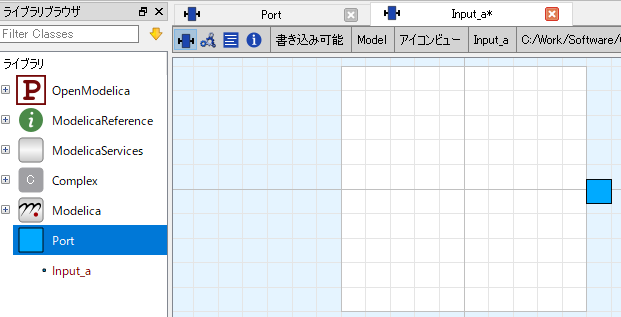 ライブラリブラウザ
Filter Classes
ライブラリ
P OpenModelica
i ModelicaReference
ModelicaServices
C Complex
m Modelica
Port
Input_a
Port
Input_a*
書き込み可能 Model アイコンビュー Input_a C:/Work/Software/